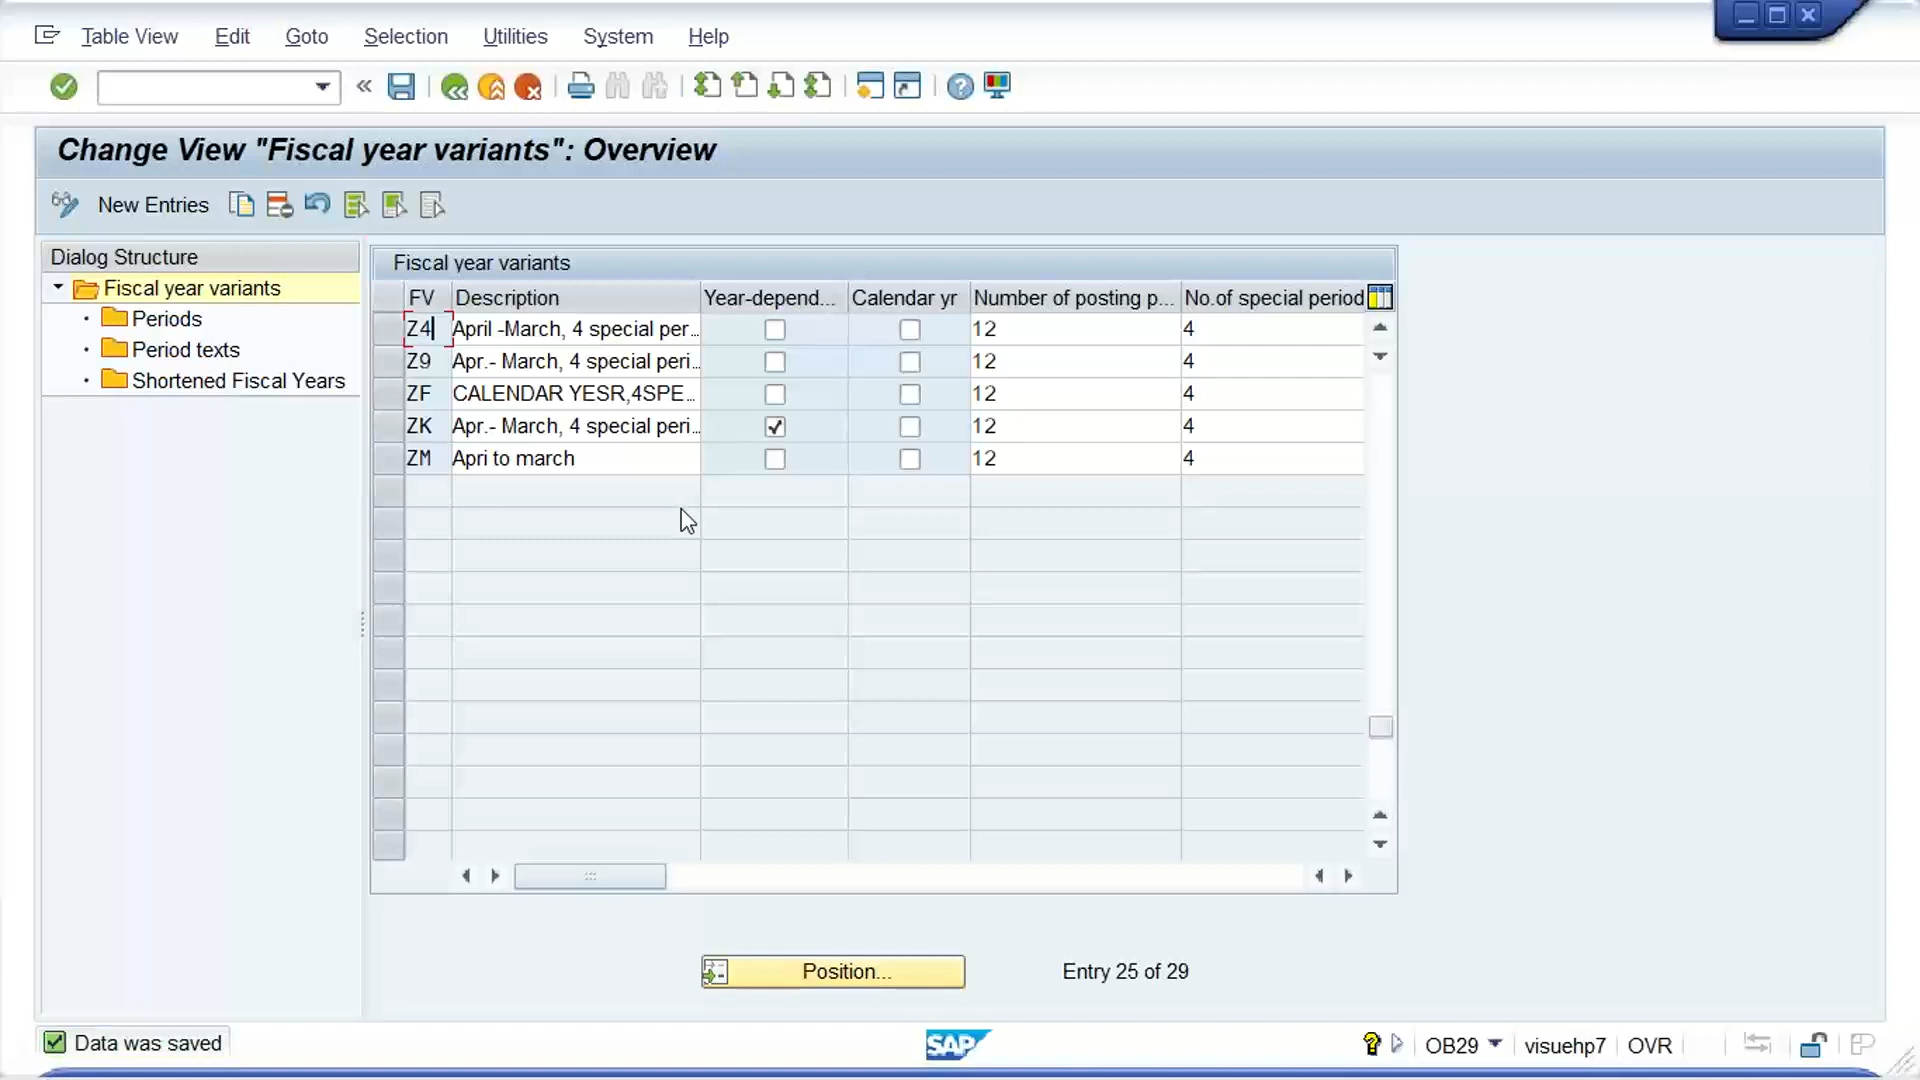 Table View Edit Goto Selection Utilities System Help
Change View "Fiscal year variants": Overview
New Entries
Dialog Structure
Fiscal year variants
Periods
Period texts
Shortened Fiscal Years
Fiscal year variants
FV Description Year-depend... Calendar yr Number of posting p... No.of special period
Z4 April -March, 4 special per... 12 4
Z9 Apr.- March, 4 special peri... 12 4
ZF CALENDAR YESR,4SPE... 12 4
ZK Apr.- March, 4 special peri... 12 4
ZM Apri to march 12 4
Position... Entry 25 of 29
Data was saved SAP OB29 visuehp7 OVR